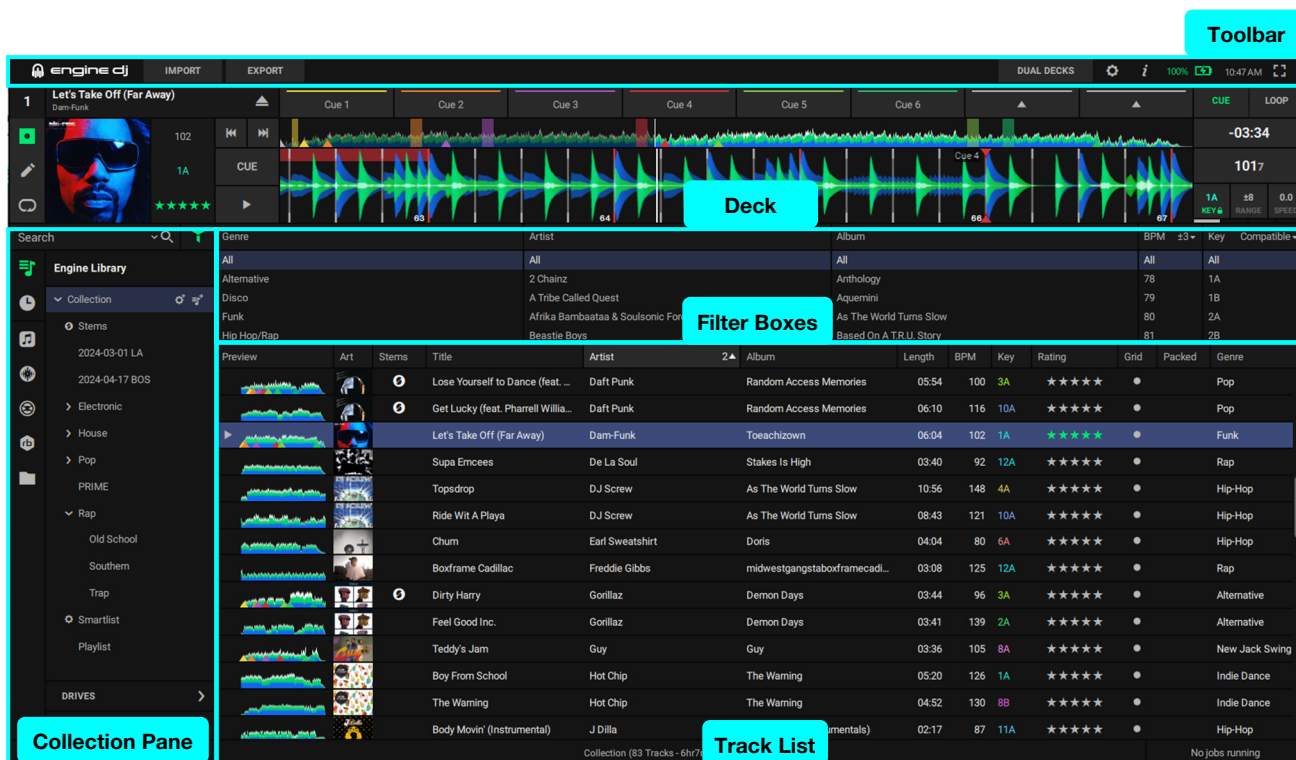 Toolbar
engine dj IMPORT EXPORT DUAL DECKS i 100% 10:47 AM
1 Let's Take Off (Far Away) Cue 1 Cue 2 Cue 3 Cue 4 Cue 5 Cue 6 CUE LOOP
Dam-Funk
102 -03:34
1A CUE Cue 4 1017
★★★★★ 63 64 66 67 1A ±8 0.0
KEY RANGE SPEED
Deck
Search Genre Artist Album BPM ±3 Key Compatible
Engine Library All All All All All
Alternative 2 Chainz Anthology 78 1A
Collection Disco A Tribe Called Quest Aquemini 79 1B
Funk Afrika Bambaataa & Soulsonic As The World Turns Slow 80 2A
Hip Hop/Rap Beastie Boys Based On A T.R.U. Story 81 2B
Filter Boxes
Stems
2024-03-01 LA
2024-04-17 BOS
Electronic
House
Pop
PRIME
Rap
Old School
Southern
Trap
Smartlist
Playlist
DRIVES
Collection Pane
Preview Art Stems Title Artist 2 Album Length BPM Key Rating Grid Packed Genre
Lose Yourself to Dance (feat. ... Daft Punk Random Access Memories 05:54 100 3A ★★★★★ Pop
Get Lucky (feat. Pharrell Willia... Daft Punk Random Access Memories 06:10 116 10A ★★★★★ Pop
Let's Take Off (Far Away) Dam-Funk Toeachizown 06:04 102 1A ★★★★★ Funk
Supa Emcees De La Soul Stakes Is High 03:40 92 12A ★★★★★ Rap
Topsdrop DJ Screw As The World Turns Slow 10:56 148 4A ★★★★★ Hip-Hop
Ride Wit A Playa DJ Screw As The World Turns Slow 08:43 121 10A ★★★★★ Hip-Hop
Chum Earl Sweatshirt Doris 04:04 80 6A ★★★★★ Hip-Hop
Boxframe Cadillac Freddie Gibbs midwestgangstaboxframecadi... 03:08 125 12A ★★★★★ Rap
Dirty Harry Gorillaz Demon Days 03:44 96 3A ★★★★★ Alternative
Feel Good Inc. Gorillaz Demon Days 03:41 139 2A ★★★★★ Alternative
Teddy's Jam Guy Guy 03:36 105 8A ★★★★★ New Jack Swing
Boy From School Hot Chip The Warning 05:20 126 1A ★★★★★ Indie Dance
The Warning Hot Chip The Warning 04:52 130 8B ★★★★★ Indie Dance
Body Movin' (Instrumental) J Dilla umentals) 02:17 87 11A ★★★★★ Hip-Hop
Track List
Collection (83 Tracks - 6hr No jobs running